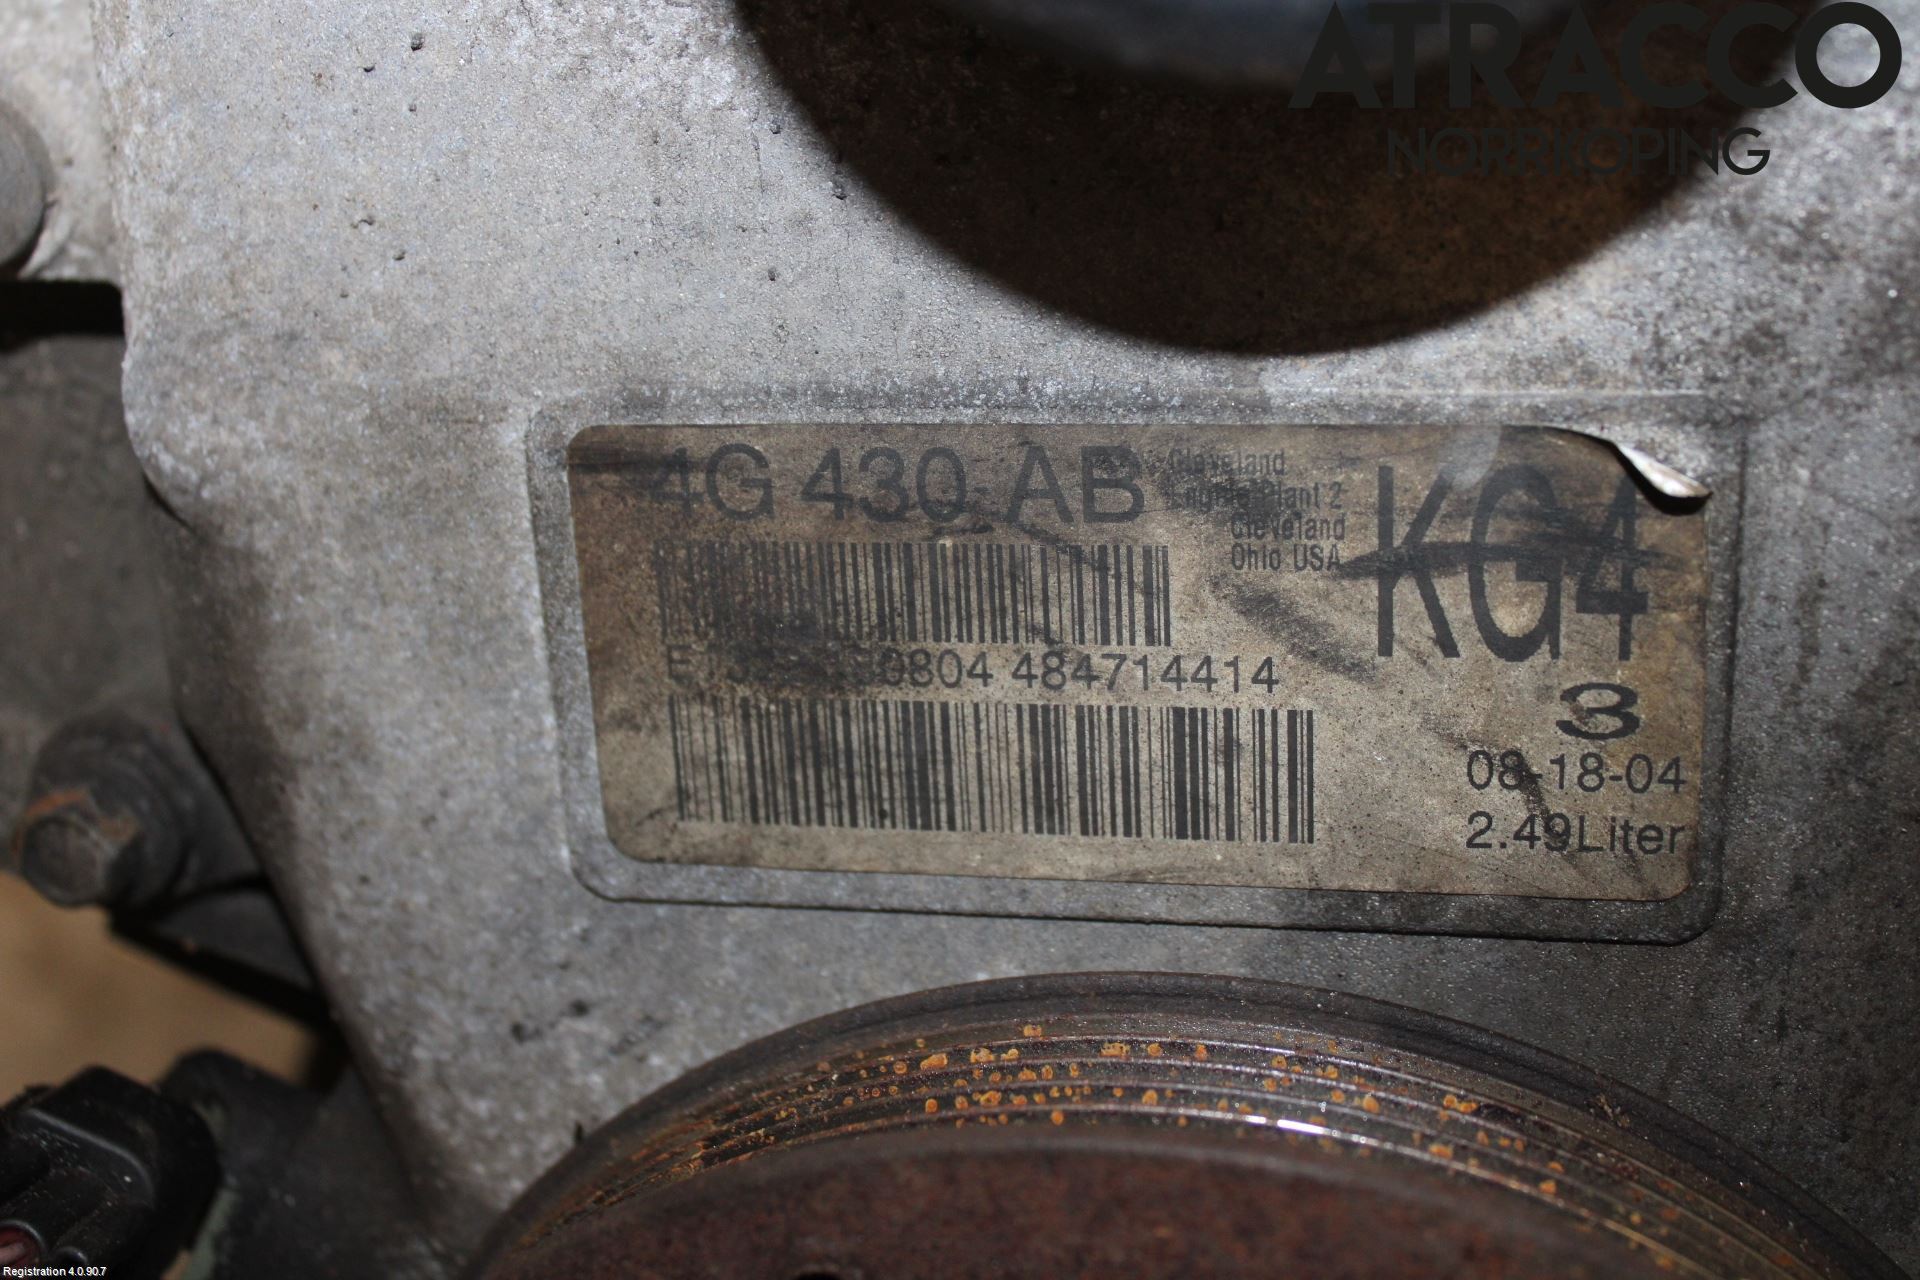 ATRACCO
NORRKÖPING
4G 430 AB
Cleveland
Engine Plant 2
Cleveland
Ohio USA
KG4
0804 484714414
3
08-18-04
2.49Liter
Registration 4.0.90.7